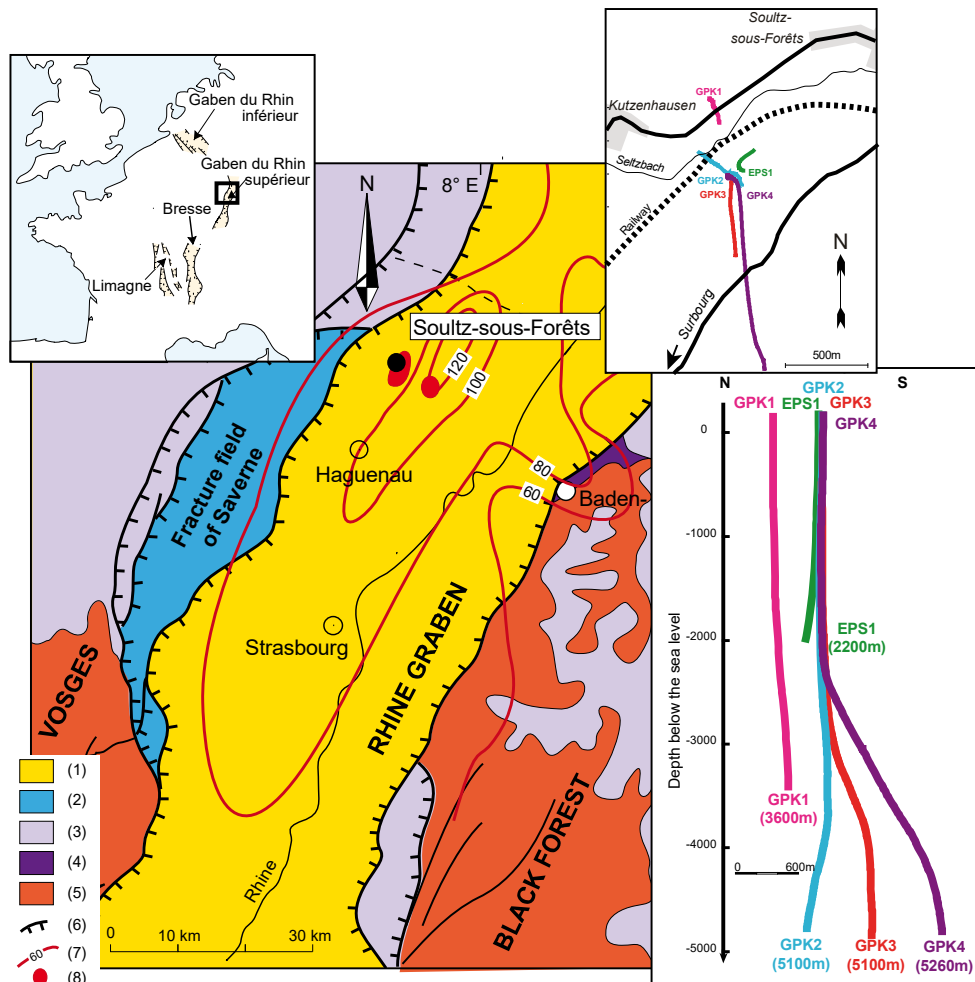 Gaben du Rhin
inférieur
Gaben du Rhin
supérieur
Bresse
Limagne
N
8° E
Soultz-sous-Forêts
120
100
80
60
Haguenau
Baden-
Fracture field
of Saverne
Strasbourg
VOSGES
RHINE GRABEN
BLACK FOREST
Rhine
(1)
(2)
(3)
(4)
(5)
(6)
60
(7)
(8)
0 10 km 30 km
Soultz-
sous-Forêts
GPK1
Kutzenhausen
Seltzbach
EPS1
GPK2
GPK3
GPK4
Railway
N
Surbourg
500m
N
S
GPK2
GPK1
EPS1
GPK3
GPK4
Depth below the sea level
0
-1000
-2000
-3000
-4000
-5000
EPS1
(2200m)
GPK1
(3600m)
0 600m
GPK2
(5100m)
GPK3
(5100m)
GPK4
(5260m)